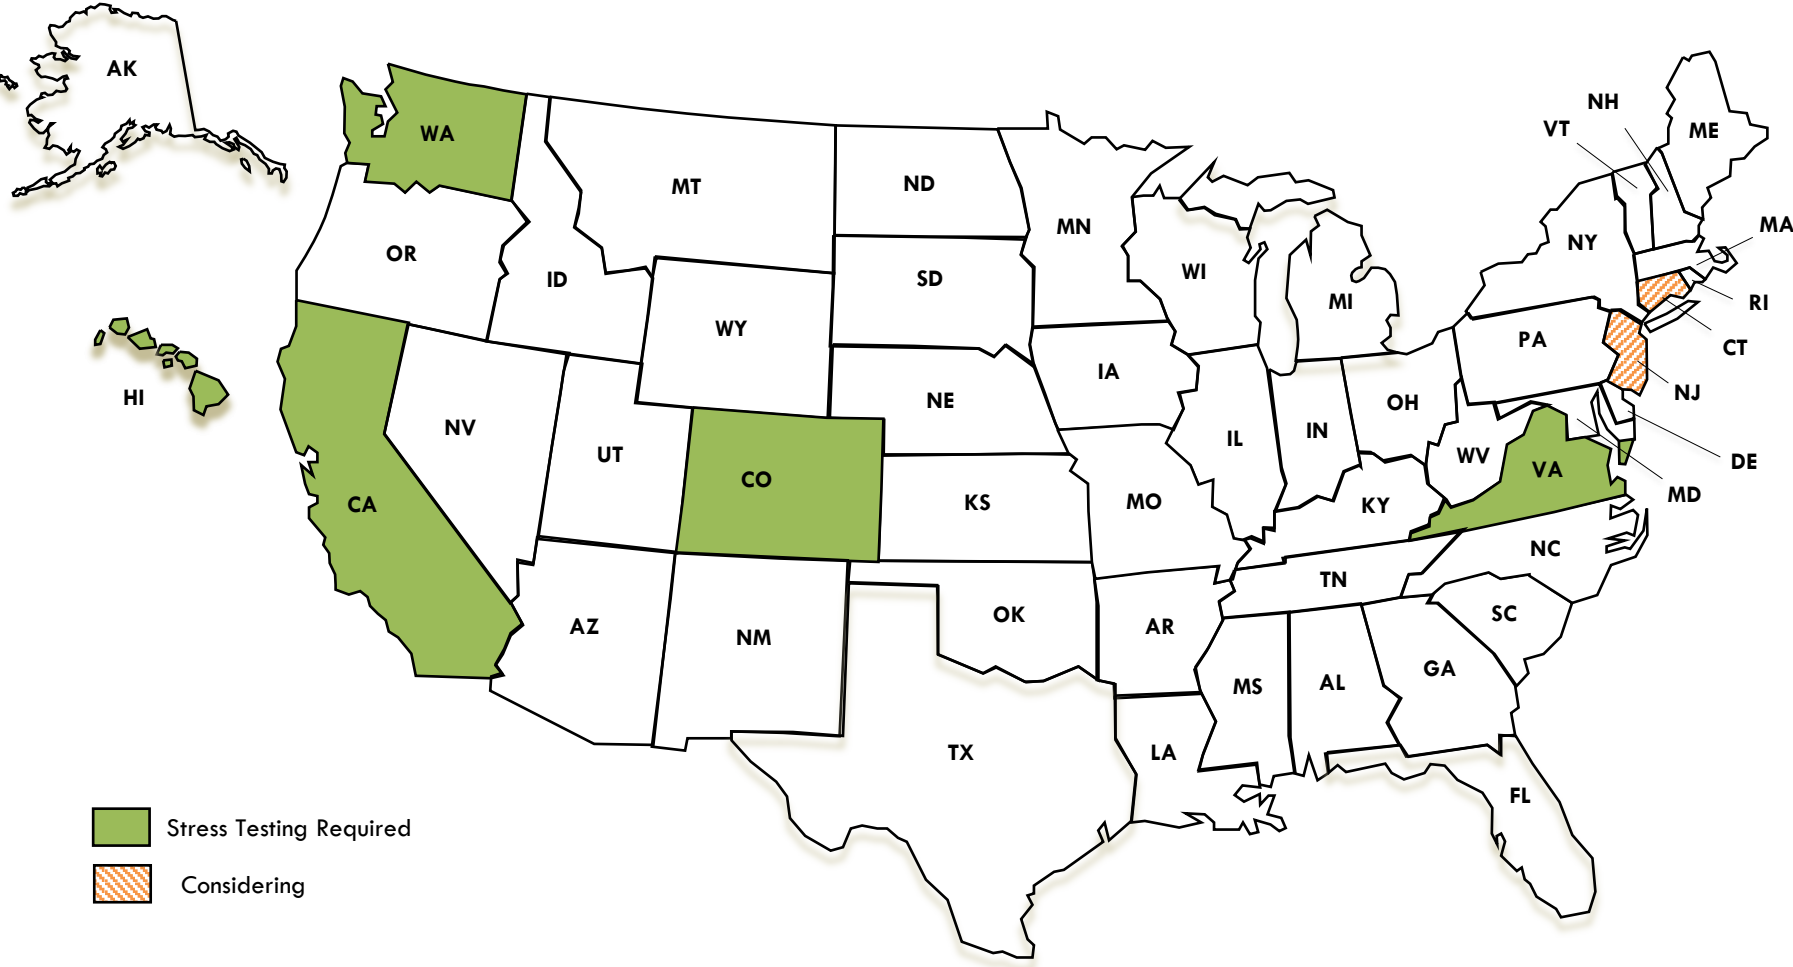 AK
WA
MT
ND
MN
NH
VT
ME
MA
OR
ID
SD
WI
MI
NY
WY
RI
PA
CT
HI
NV
UT
NE
IA
IL
IN
OH
NJ
CO
WV
VA
DE
CA
KS
MO
KY
MD
NC
AZ
NM
OK
AR
TN
SC
MS
AL
GA
TX
LA
FL
Stress Testing Required
Considering